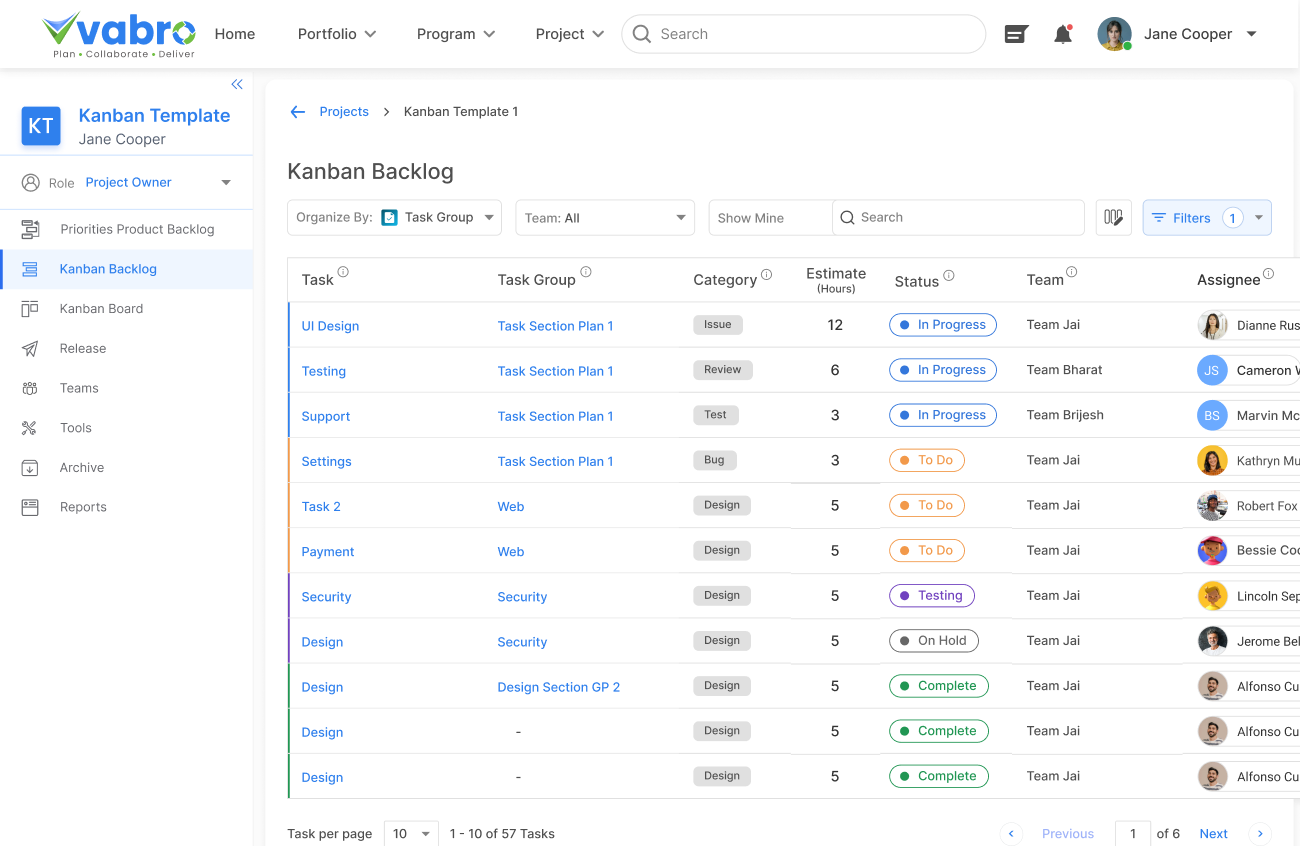 vabro
Plan • Collaborate • Deliver
Home Portfolio Program Project Search Jane Cooper
KT
Kanban Template
Jane Cooper
Role Project Owner
Priorities Product Backlog
Kanban Backlog
Kanban Board
Release
Teams
Tools
Archive
Reports
Projects > Kanban Template 1
Kanban Backlog
Organize By: Task Group Team: All Show Mine Search Filters 1
Task Task Group Category Estimate (Hours) Status Team Assignee
UI Design Task Section Plan 1 Issue 12 In Progress Team Jai Dianne Rus
Testing Task Section Plan 1 Review 6 In Progress Team Bharat JS Cameron W
Support Task Section Plan 1 Test 3 In Progress Team Brijesh BS Marvin Mc
Settings Task Section Plan 1 Bug 3 To Do Team Jai Kathryn Mu
Task 2 Web Design 5 To Do Team Jai Robert Fox
Payment Web Design 5 To Do Team Jai Bessie Coo
Security Security Design 5 Testing Team Jai Lincoln Sep
Design Security Design 5 On Hold Team Jai Jerome Bel
Design Design Section GP 2 Design 5 Complete Team Jai Alfonso Cu
Design - Design 5 Complete Team Jai Alfonso Cu
Design - Design 5 Complete Team Jai Alfonso Cu
Task per page 10 1 - 10 of 57 Tasks < Previous 1 of 6 Next >